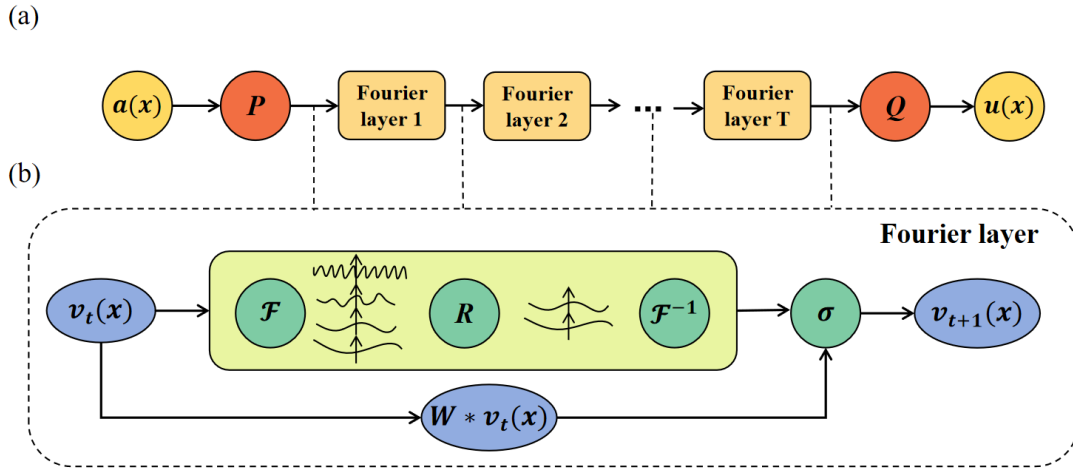 (a)
a(x)
P
Fourier
layer 1
Fourier
layer 2
...
Fourier
layer T
Q
u(x)
(b)
Fourier layer
v_t(x)
ℱ
R
ℱ⁻¹
σ
v_{t+1}(x)
W * v_t(x)